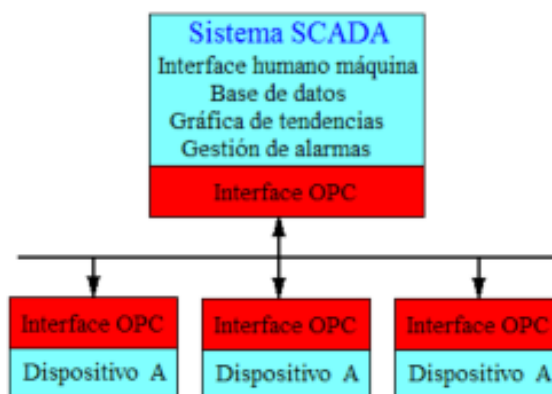 Sistema SCADA
Interface humano máquina
Base de datos
Gráfica de tendencias
Gestión de alarmas
Interface OPC
Interface OPC
Interface OPC
Interface OPC
Dispositivo A
Dispositivo A
Dispositivo A